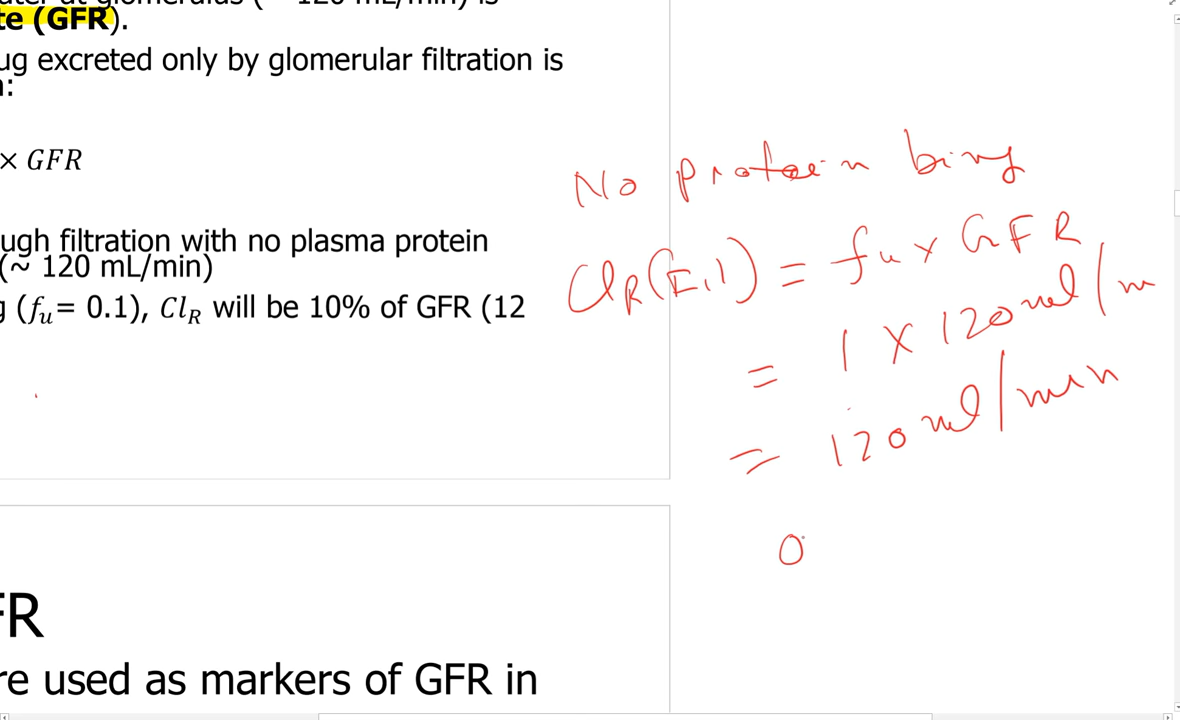 te (GFR).
ug excreted only by glomerular filtration is
n:
× GFR
ugh filtration with no plasma protein
(~ 120 mL/min)
g (fu= 0.1), ClR will be 10% of GFR (12
No protein
ClR(F,1) = fu x GFR
= 1 x 120 ml/m
= 120 ml/min
0
FR
re used as markers of GFR in